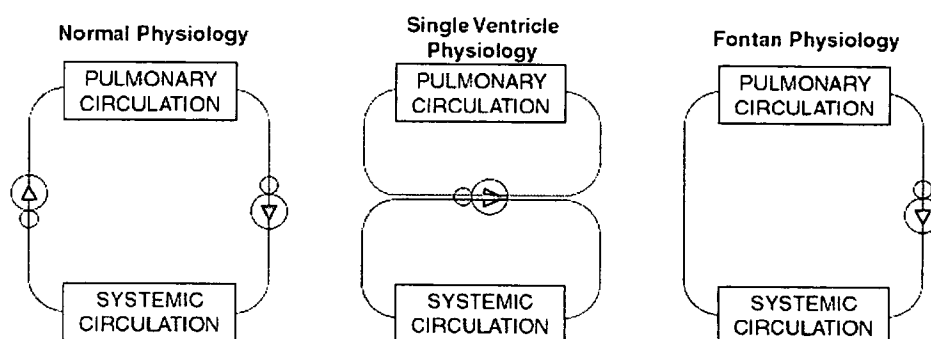 Normal Physiology
PULMONARY
CIRCULATION
SYSTEMIC
CIRCULATION
Single Ventricle
Physiology
PULMONARY
CIRCULATION
SYSTEMIC
CIRCULATION
Fontan Physiology
PULMONARY
CIRCULATION
SYSTEMIC
CIRCULATION